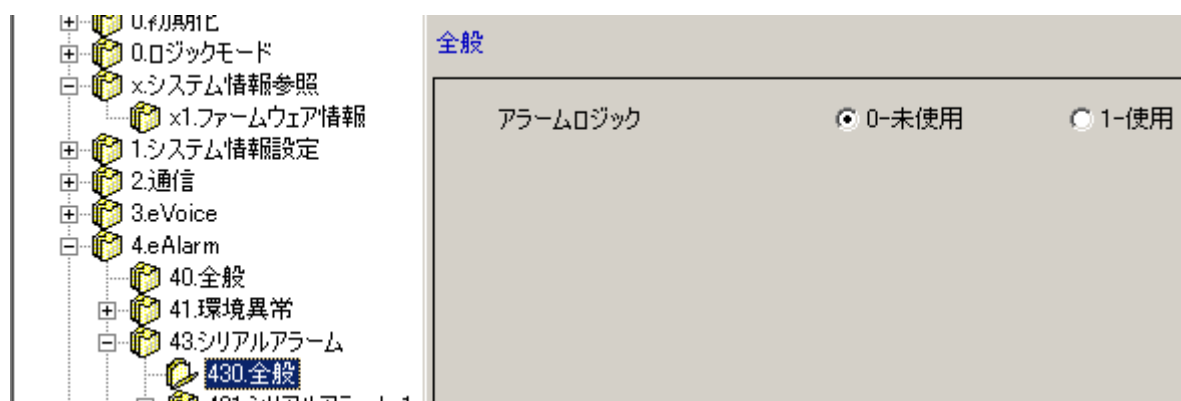 0.初期化
0.ロジックモード
x.システム情報参照
x1.ファームウェア情報
1.システム情報設定
2.通信
3.eVoice
4.eAlarm
40.全般
41.環境異常
43.シリアルアラーム
430.全般
全般
アラームロジック
0-未使用
1-使用